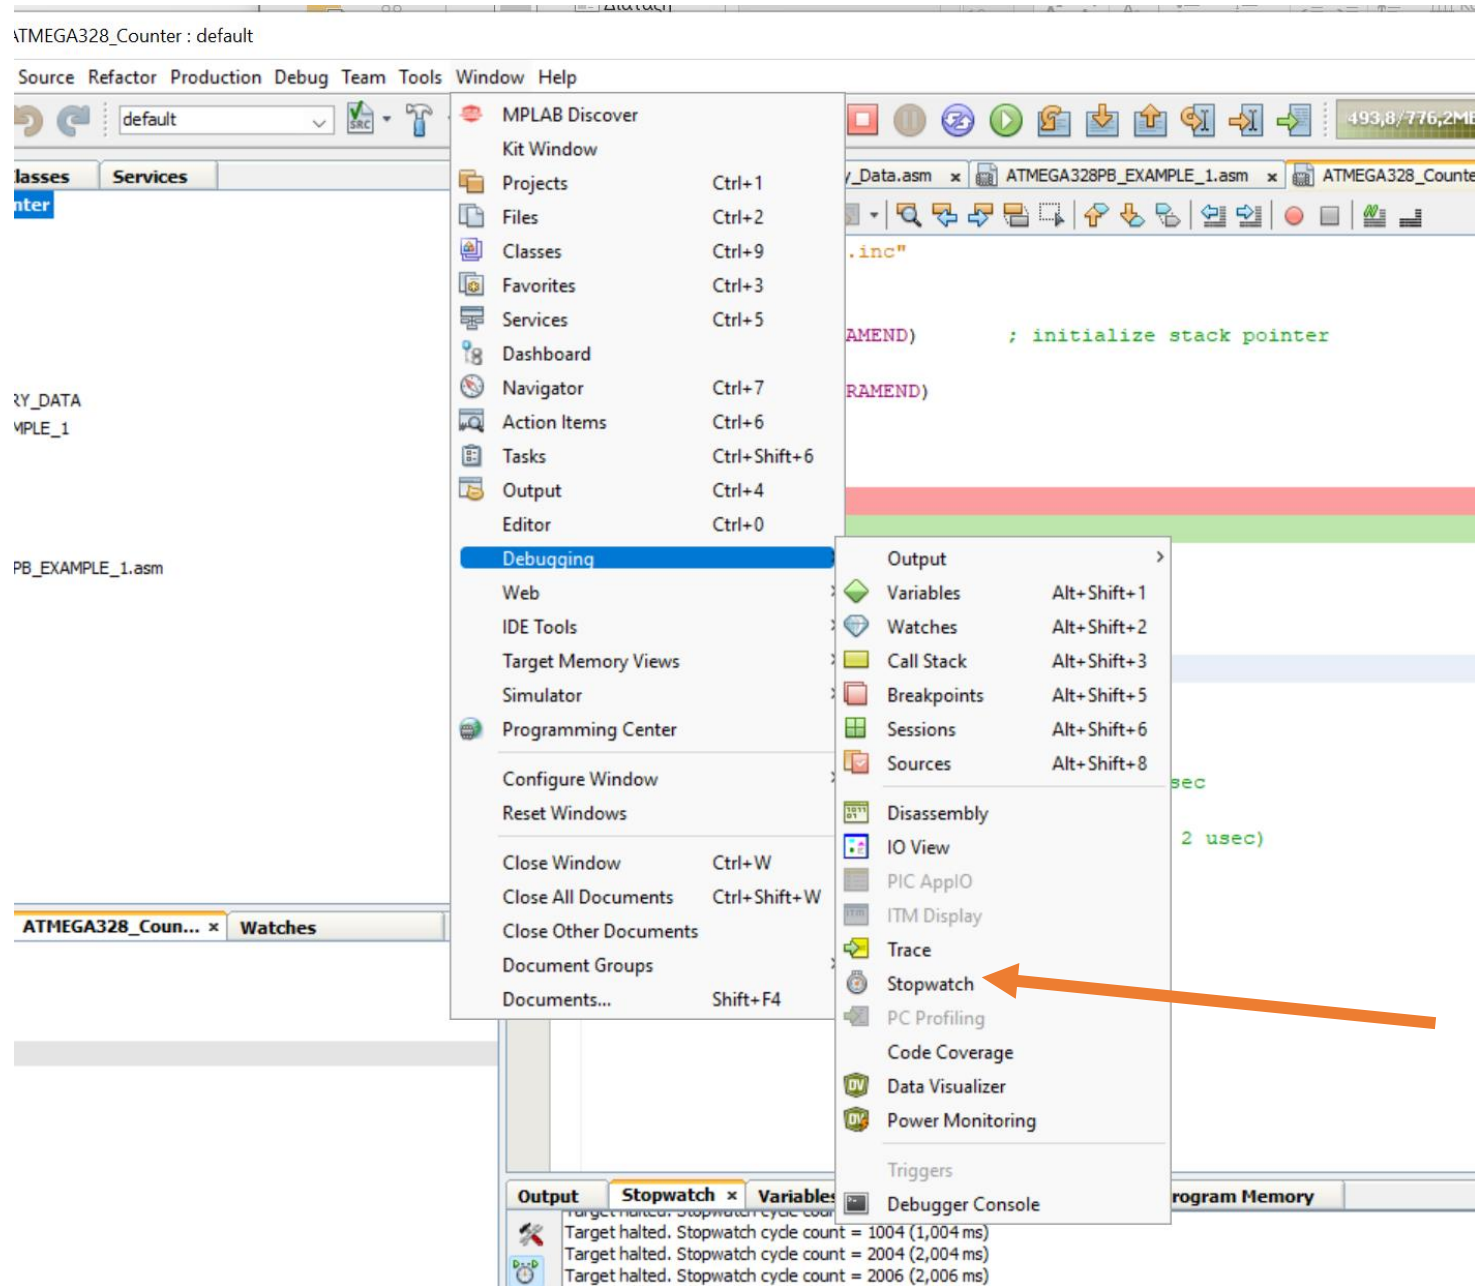 ATMEGA328_Counter : default
Source Refactor Production Debug Team Tools Window Help
default
SRC
493,8/776,2MB
lasses Services
nter
RY_DATA
MPLE_1
PB_EXAMPLE_1.asm
MPLAB Discover
Kit Window
Projects Ctrl+1
Files Ctrl+2
Classes Ctrl+9
Favorites Ctrl+3
Services Ctrl+5
Dashboard
Navigator Ctrl+7
Action Items Ctrl+6
Tasks Ctrl+Shift+6
Output Ctrl+4
Editor Ctrl+0
Debugging
Web
IDE Tools
Target Memory Views
Simulator
Programming Center
Configure Window
Reset Windows
Close Window Ctrl+W
Close All Documents Ctrl+Shift+W
Close Other Documents
Document Groups
Documents... Shift+F4
y_Data.asm × ATMEGA328PB_EXAMPLE_1.asm × ATMEGA328_Counte
.inc"
AMEND) ; initialize stack pointer
RAMEND)
Output
Variables Alt+Shift+1
Watches Alt+Shift+2
Call Stack Alt+Shift+3
Breakpoints Alt+Shift+5
Sessions Alt+Shift+6
Sources Alt+Shift+8
Disassembly
IO View
PIC AppIO
ITM Display
Trace
Stopwatch
PC Profiling
Code Coverage
Data Visualizer
Power Monitoring
Triggers
Debugger Console
sec
2 usec)
ATMEGA328_Coun... × Watches
Output Stopwatch × Variables rogram Memory
Target halted. Stopwatch cycle coun
Target halted. Stopwatch cycle count = 1004 (1,004 ms)
Target halted. Stopwatch cycle count = 2004 (2,004 ms)
Target halted. Stopwatch cycle count = 2006 (2,006 ms)